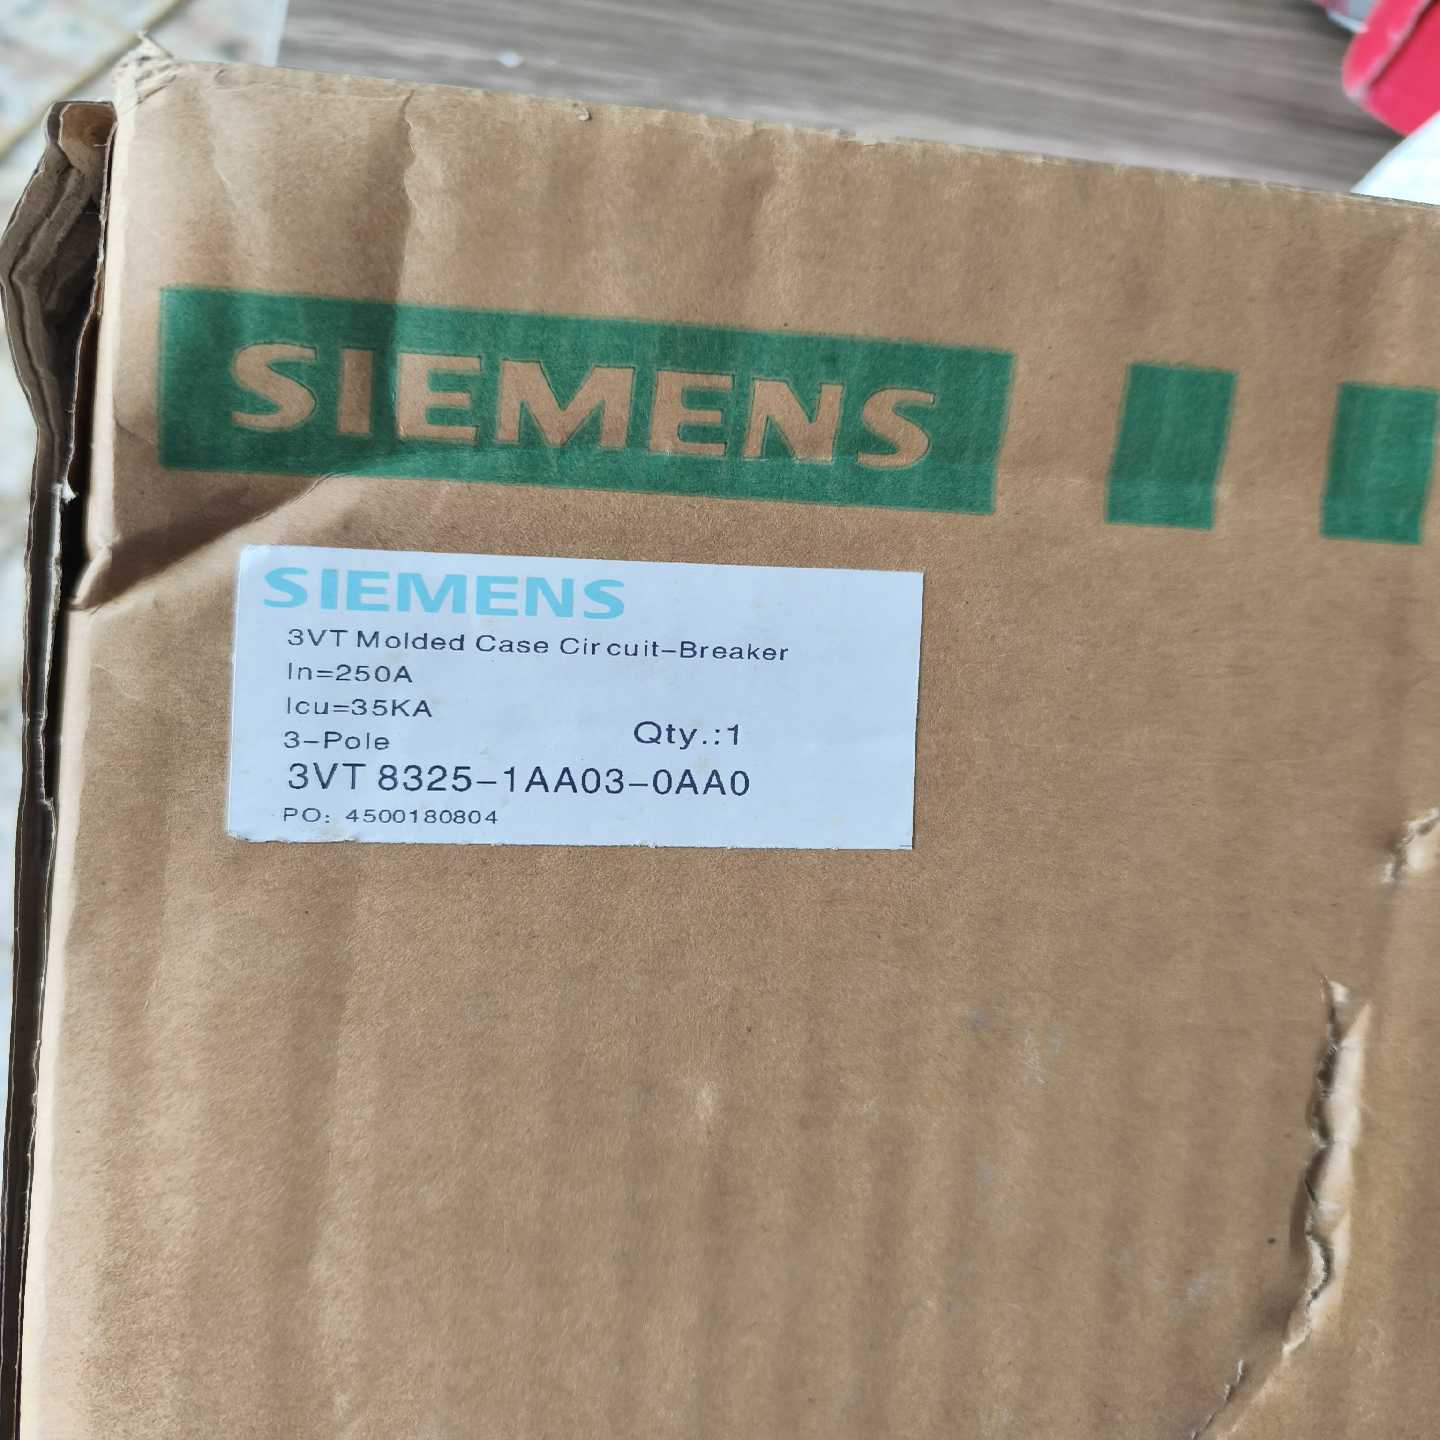 SIEMENS
SIEMENS
3VT Molded Case Circuit-Breaker
In=250A
Icu=35KA
3-Pole Qty.:1
3VT 8325-1AA03-0AA0
PO: 4500180804